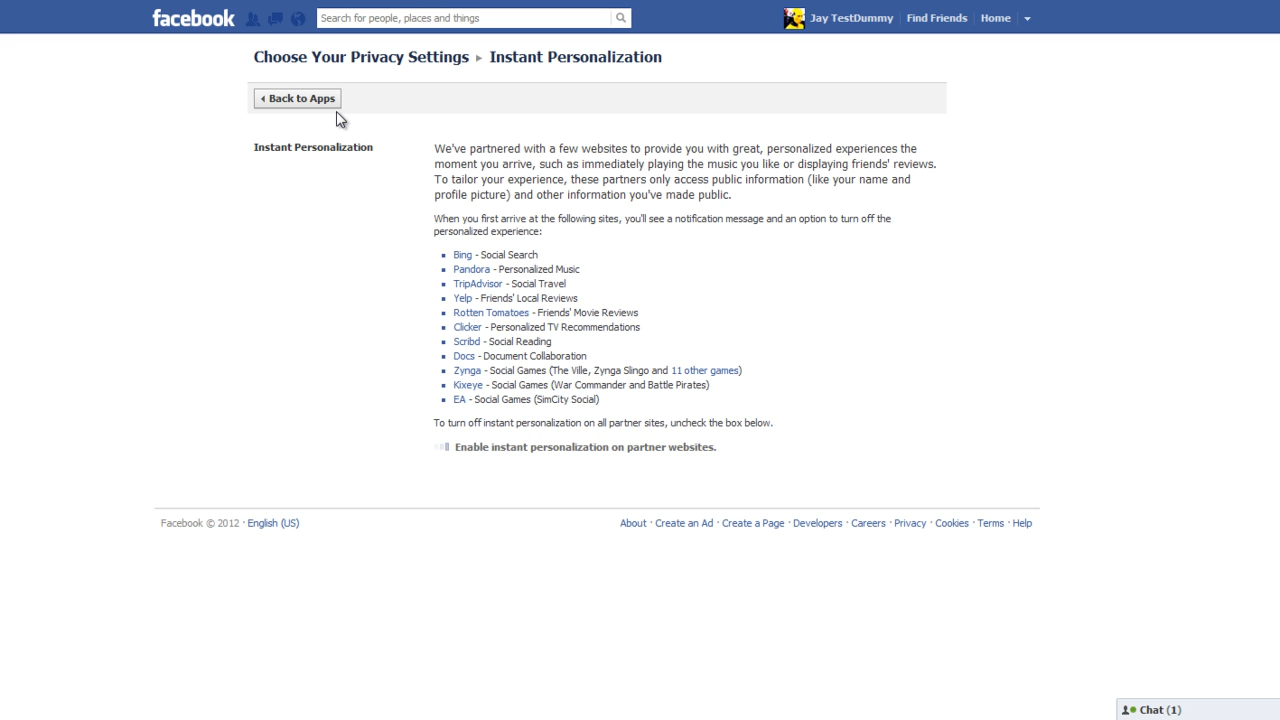 facebook Search for people, places and things Jay TestDummy Find Friends Home
Choose Your Privacy Settings ▸ Instant Personalization
Back to Apps
Instant Personalization
We've partnered with a few websites to provide you with great, personalized experiences the
moment you arrive, such as immediately playing the music you like or displaying friends' reviews.
To tailor your experience, these partners only access public information (like your name and
profile picture) and other information you've made public.
When you first arrive at the following sites, you'll see a notification message and an option to turn off the
personalized experience:
Bing - Social Search
Pandora - Personalized Music
TripAdvisor - Social Travel
Yelp - Friends' Local Reviews
Rotten Tomatoes - Friends' Movie Reviews
Clicker - Personalized TV Recommendations
Scribd - Social Reading
Docs - Document Collaboration
Zynga - Social Games (The Ville, Zynga Slingo and 11 other games)
Kixeye - Social Games (War Commander and Battle Pirates)
EA - Social Games (SimCity Social)
To turn off instant personalization on all partner sites, uncheck the box below.
Enable instant personalization on partner websites.
Facebook © 2012 · English (US) About · Create an Ad · Create a Page · Developers · Careers · Privacy · Cookies · Terms · Help
Chat (1)